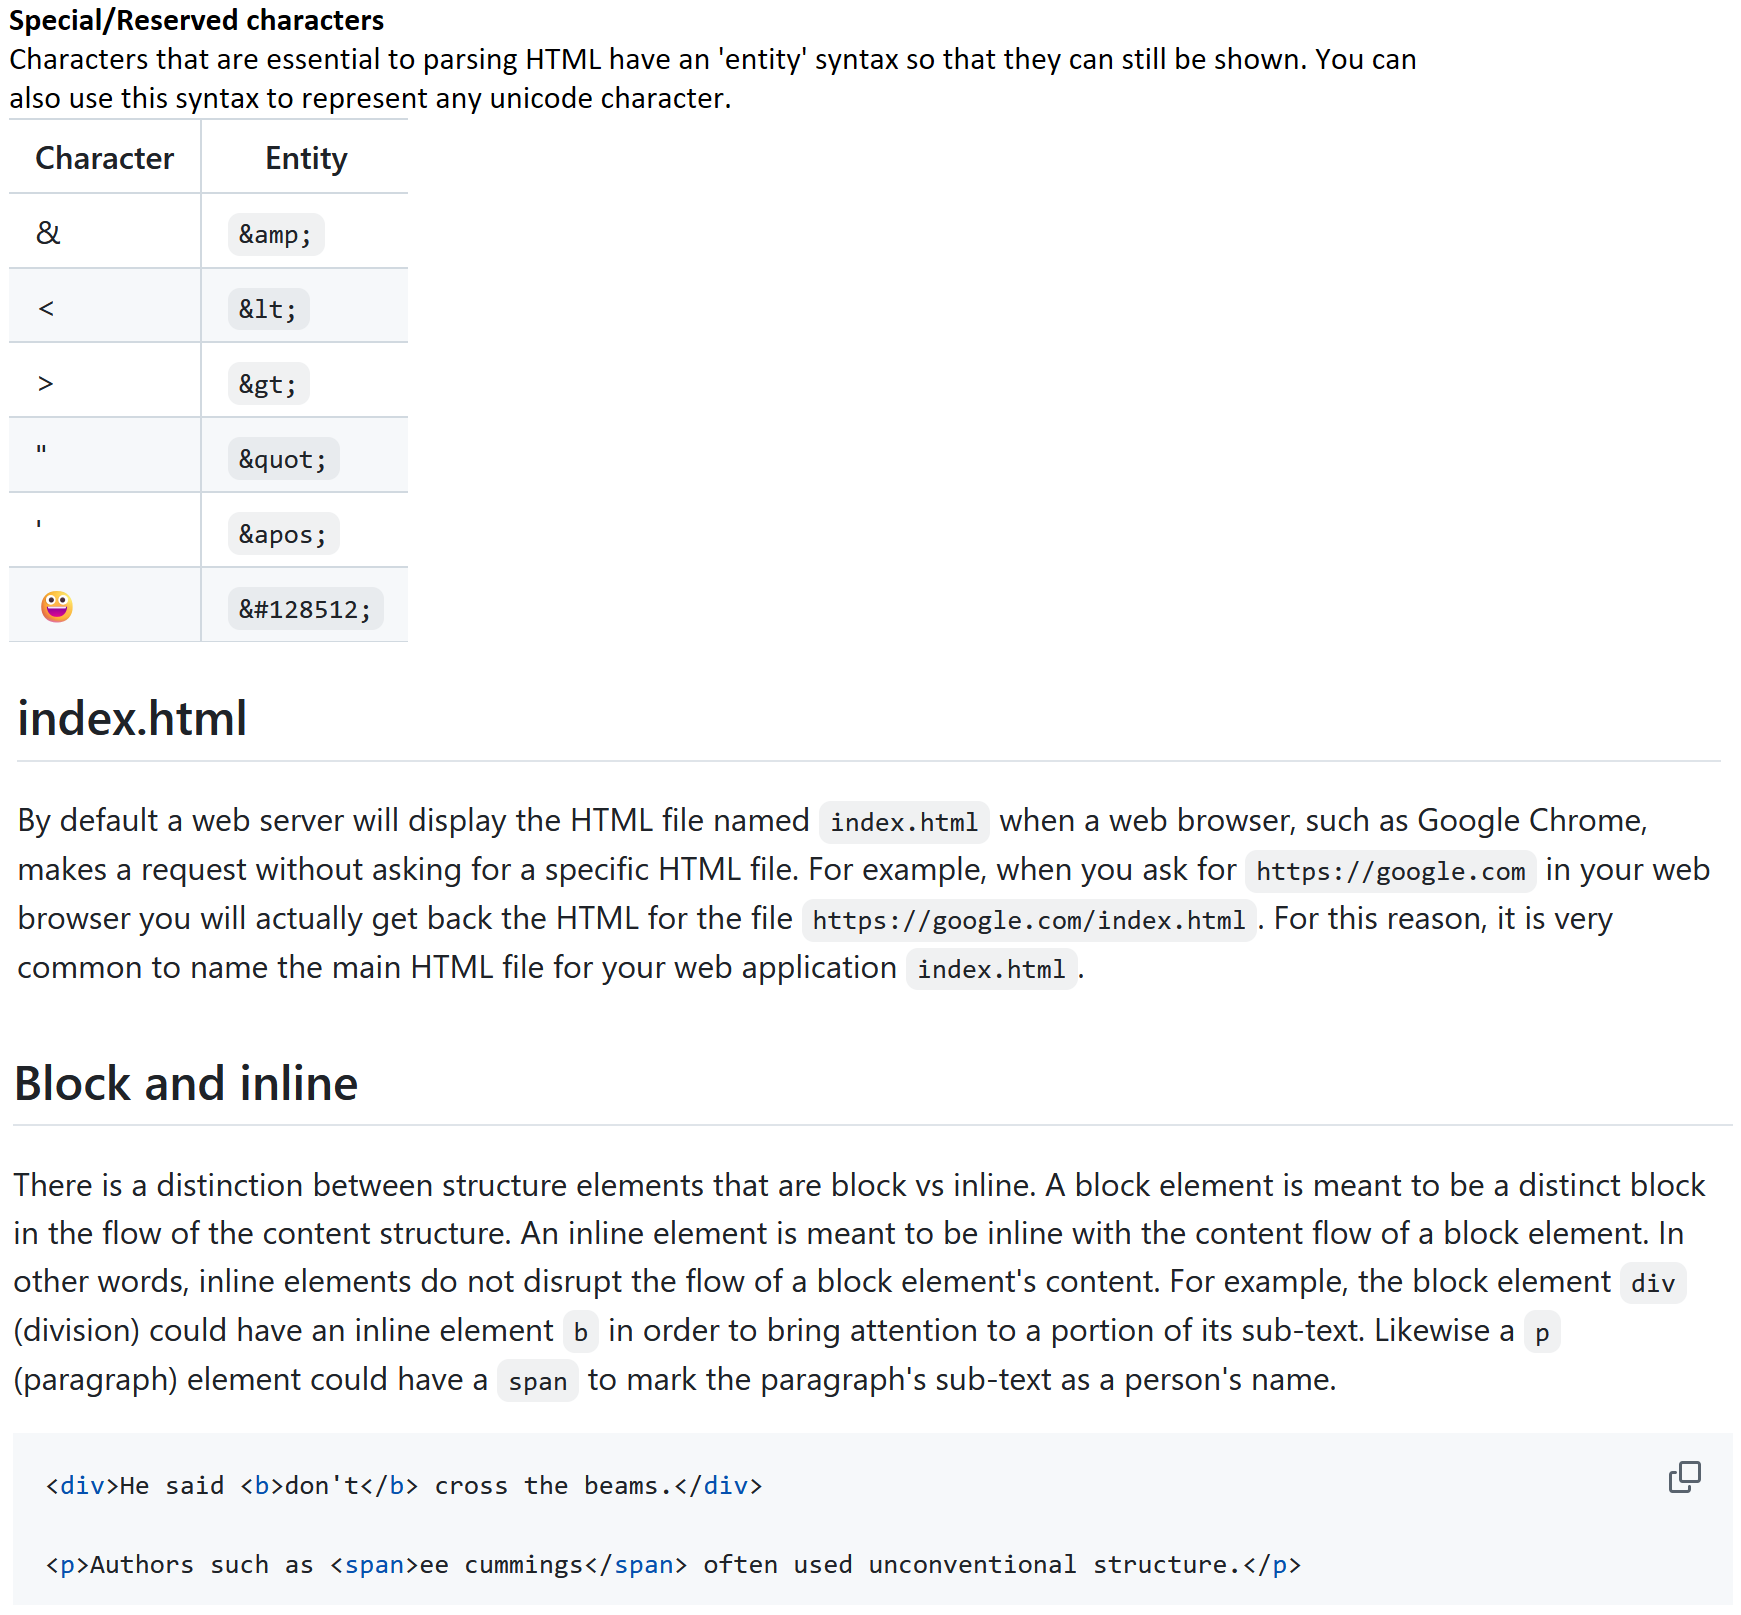 Special/Reserved characters
Characters that are essential to parsing HTML have an 'entity' syntax so that they can still be shown. You can
also use this syntax to represent any unicode character.
Character Entity
& &amp;
< &lt;
> &gt;
" &quot;
' &apos;
😀 &#128512;
index.html
By default a web server will display the HTML file named index.html when a web browser, such as Google Chrome,
makes a request without asking for a specific HTML file. For example, when you ask for https://google.com in your web
browser you will actually get back the HTML for the file https://google.com/index.html. For this reason, it is very
common to name the main HTML file for your web application index.html.
Block and inline
There is a distinction between structure elements that are block vs inline. A block element is meant to be a distinct block
in the flow of the content structure. An inline element is meant to be inline with the content flow of a block element. In
other words, inline elements do not disrupt the flow of a block element's content. For example, the block element div
(division) could have an inline element b in order to bring attention to a portion of its sub-text. Likewise a p
(paragraph) element could have a span to mark the paragraph's sub-text as a person's name.
<div>He said <b>don't</b> cross the beams.</div>
<p>Authors such as <span>ee cummings</span> often used unconventional structure.</p>